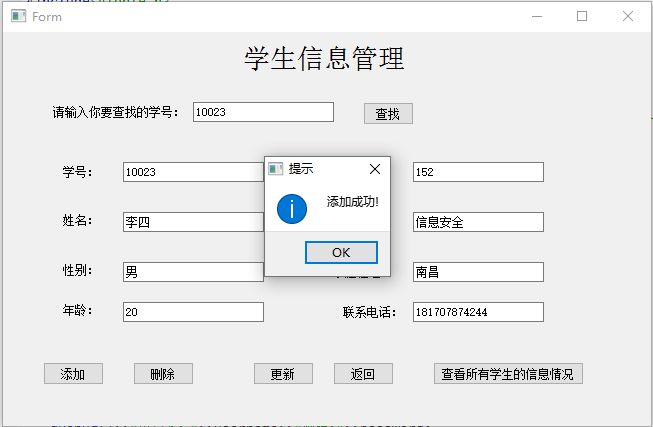 Form
学生信息管理
请输入你要查找的学号： 10023 查找
提示
学号： 10023 152
添加成功!
姓名： 李四 信息安全
OK
性别： 男 南昌
年龄： 20 联系电话： 181707874244
添加 删除 更新 返回 查看所有学生的信息情况